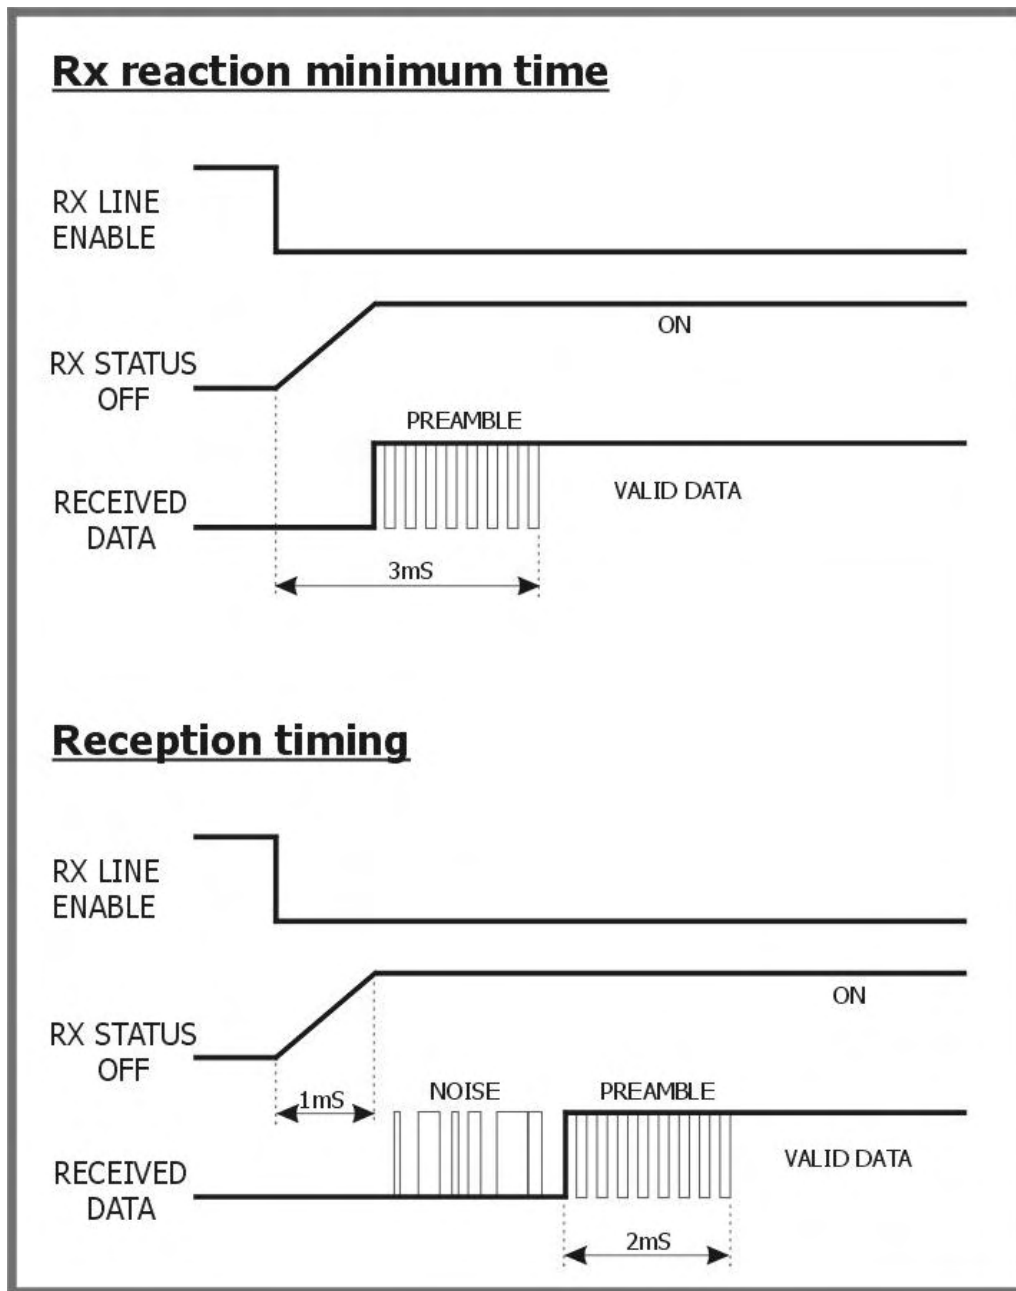 Rx reaction minimum time
RX LINE
ENABLE
ON
RX STATUS
OFF
PREAMBLE
RECEIVED
DATA
VALID DATA
3mS
Reception timing
RX LINE
ENABLE
ON
RX STATUS
OFF
1mS
NOISE
PREAMBLE
RECEIVED
DATA
VALID DATA
2mS